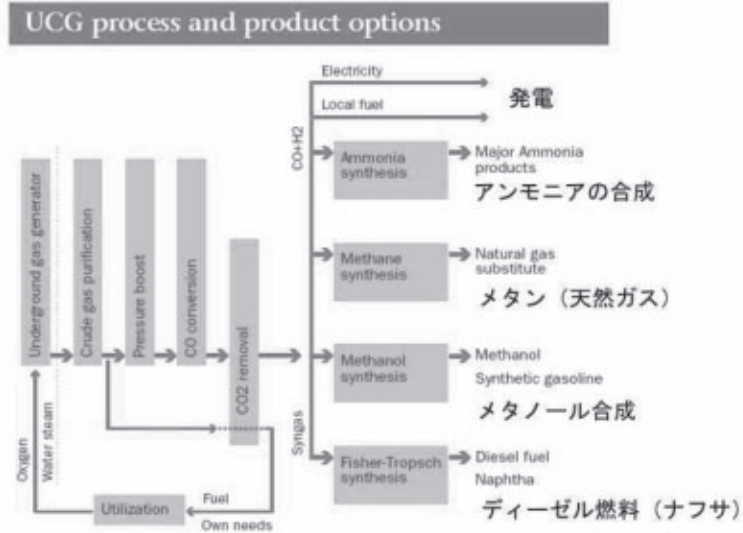 UCG process and product options
Electricity
Local fuel
発電
CO+H2
Ammonia
synthesis
Major Ammonia
products
アンモニアの合成
Underground gas generator
Crude gas purification
Pressure boost
CO conversion
CO2 removal
Methane
synthesis
Natural gas
substitute
メタン（天然ガス）
Methanol
synthesis
Methanol
Synthetic gasoline
メタノール合成
Oxygen
Water steam
Syngas
Fisher-Tropsch
synthesis
Diesel fuel
Naphtha
ディーゼル燃料（ナフサ）
Utilization
Fuel
Own needs